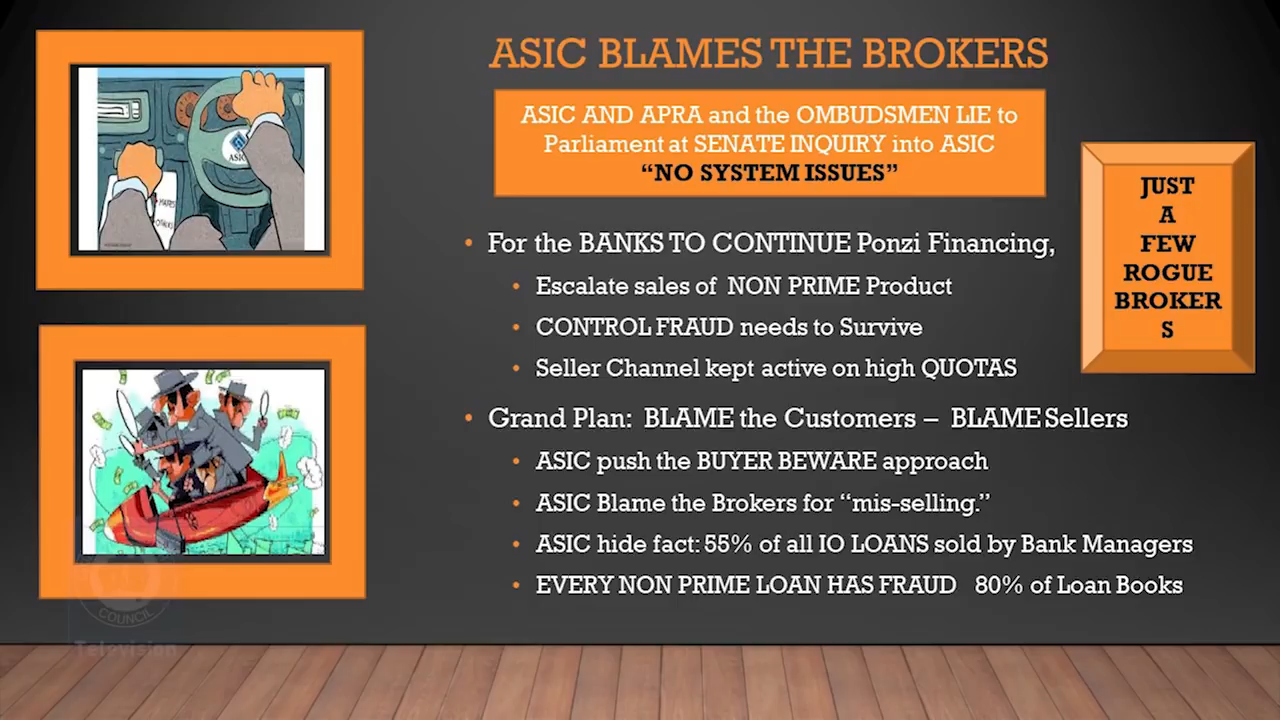 ASIC BLAMES THE BROKERS
ASIC AND APRA and the OMBUDSMEN LIE to
Parliament at SENATE INQUIRY into ASIC
“NO SYSTEM ISSUES”
JUST
A
FEW
ROGUE
BROKER
S
• For the BANKS TO CONTINUE Ponzi Financing,
• Escalate sales of NON PRIME Product
• CONTROL FRAUD needs to Survive
• Seller Channel kept active on high QUOTAS
• Grand Plan: BLAME the Customers – BLAME Sellers
• ASIC push the BUYER BEWARE approach
• ASIC Blame the Brokers for “mis-selling.”
• ASIC hide fact: 55% of all IO LOANS sold by Bank Managers
• EVERY NON PRIME LOAN HAS FRAUD 80% of Loan Books
ASIC
COUNCIL
Television